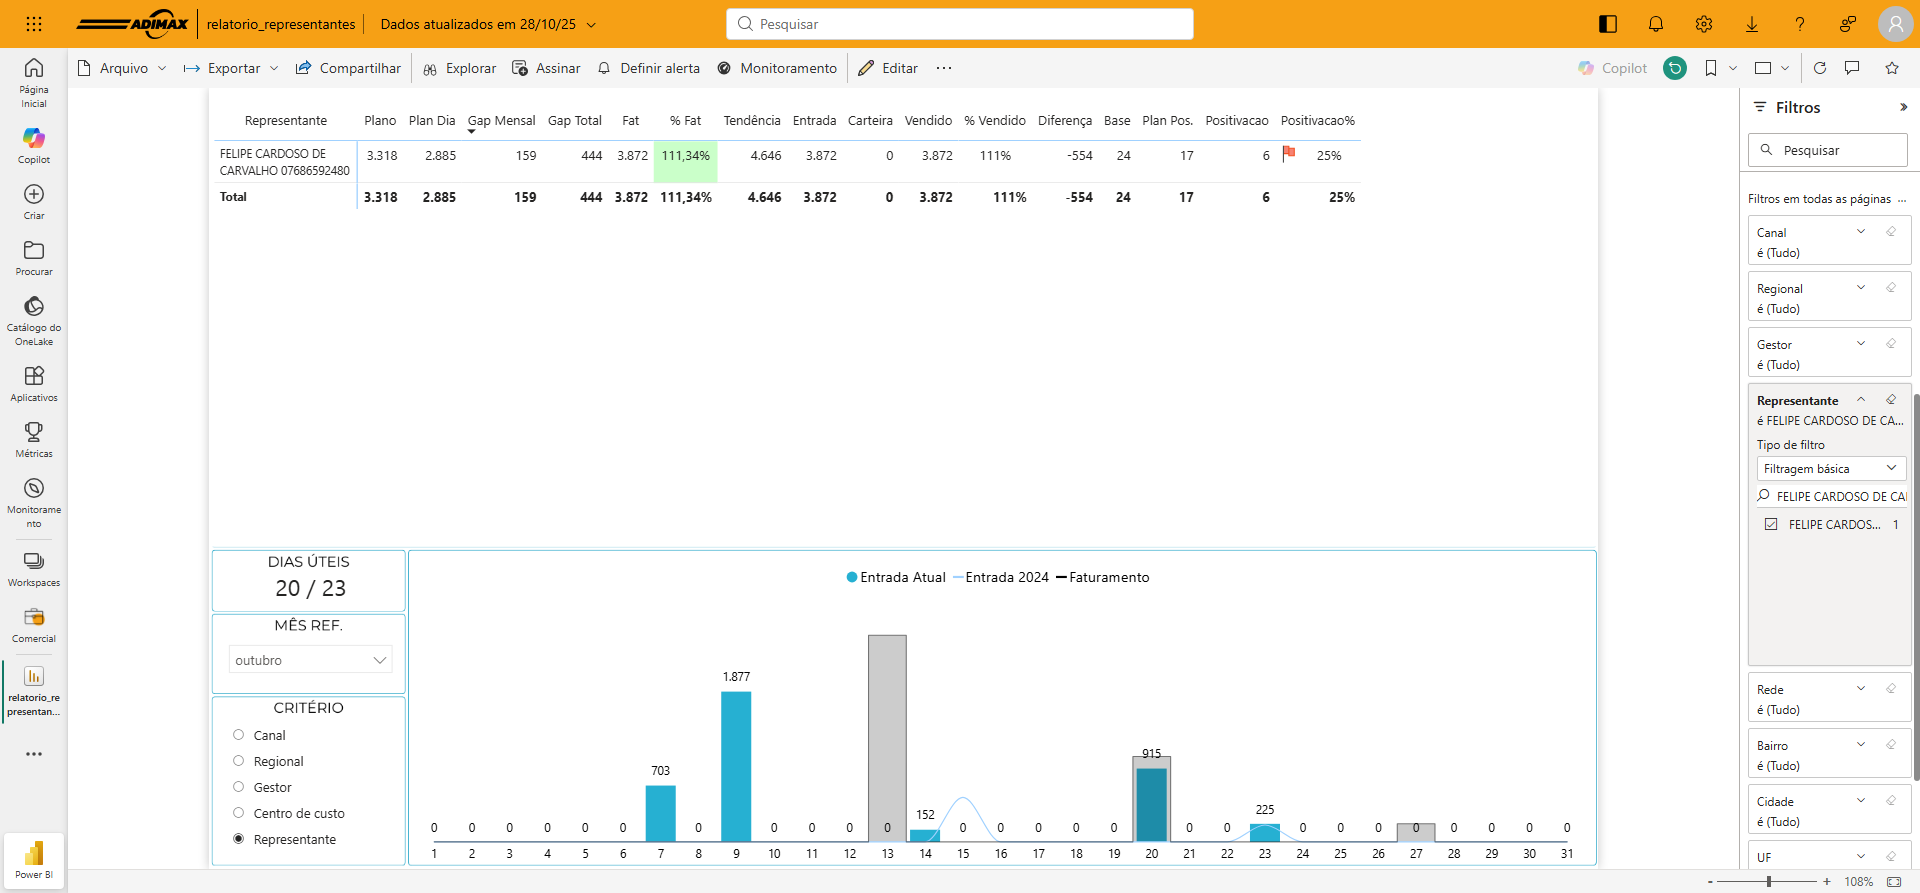 ADIMAX
relatorio_representantes
Dados atualizados em 28/10/25
Pesquisar
Arquivo
Exportar
Compartilhar
Explorar
Assinar
Definir alerta
Monitoramento
Editar
Copilot
Página
Inicial
Copilot
Criar
Procurar
Catálogo do
OneLake
Aplicativos
Métricas
Monitorame
nto
Workspaces
Comercial
relatorio_re
presentan...
Power BI
Representante Plano Plan Dia Gap Mensal Gap Total Fat % Fat Tendência Entrada Carteira Vendido % Vendido Diferença Base Plan Pos. Positivacao Positivacao%
FELIPE CARDOSO DE
CARVALHO 07686592480
3.318 2.885 159 444 3.872 111,34% 4.646 3.872 0 3.872 111% -554 24 17 6 25%
Total 3.318 2.885 159 444 3.872 111,34% 4.646 3.872 0 3.872 111% -554 24 17 6 25%
DIAS ÚTEIS
20 / 23
MÊS REF.
outubro
CRITÉRIO
Canal
Regional
Gestor
Centro de custo
Representante
Entrada Atual Entrada 2024 Faturamento
1.877
703
915
152
225
0 0 0 0 0 0 0 0 0 0 0 0 0 0 0 0 0 0 0 0 0 0 0 0 0 0
1 2 3 4 5 6 7 8 9 10 11 12 13 14 15 16 17 18 19 20 21 22 23 24 25 26 27 28 29 30 31
Filtros
Pesquisar
Filtros em todas as páginas ...
Canal
é (Tudo)
Regional
é (Tudo)
Gestor
é (Tudo)
Representante
é FELIPE CARDOSO DE CA...
Tipo de filtro
Filtragem básica
FELIPE CARDOSO DE CA
FELIPE CARDOS... 1
Rede
é (Tudo)
Bairro
é (Tudo)
Cidade
é (Tudo)
UF
- + 108%